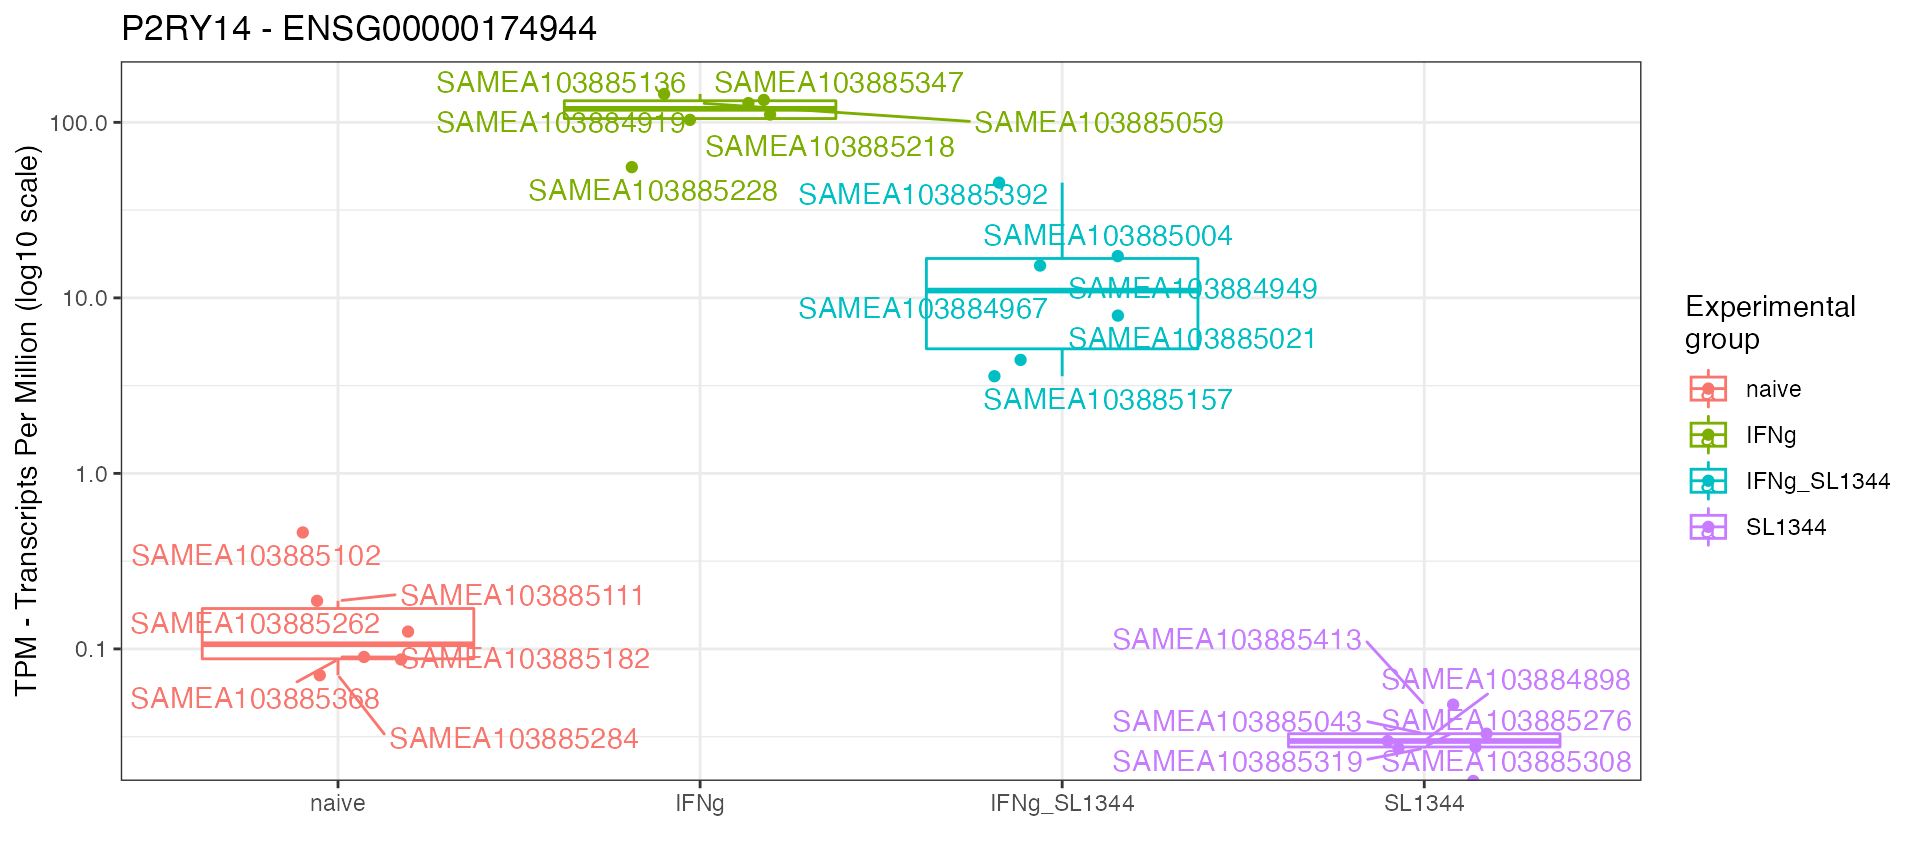 P2RY14 - ENSG00000174944
TPM - Transcripts Per Million (log10 scale)
100.0
10.0
1.0
0.1
SAMEA103885136
SAMEA103885347
SAMEA103884919
SAMEA103885059
SAMEA103885218
SAMEA103885228
SAMEA103885392
SAMEA103885004
SAMEA103884949
SAMEA103884967
SAMEA103885021
SAMEA103885157
SAMEA103885102
SAMEA103885111
SAMEA103885262
SAMEA103885182
SAMEA103885368
SAMEA103885284
SAMEA103885413
SAMEA103884898
SAMEA103885043
SAMEA103885276
SAMEA103885319
SAMEA103885308
naive
IFNg
IFNg_SL1344
SL1344
Experimental
group
naive
IFNg
IFNg_SL1344
SL1344